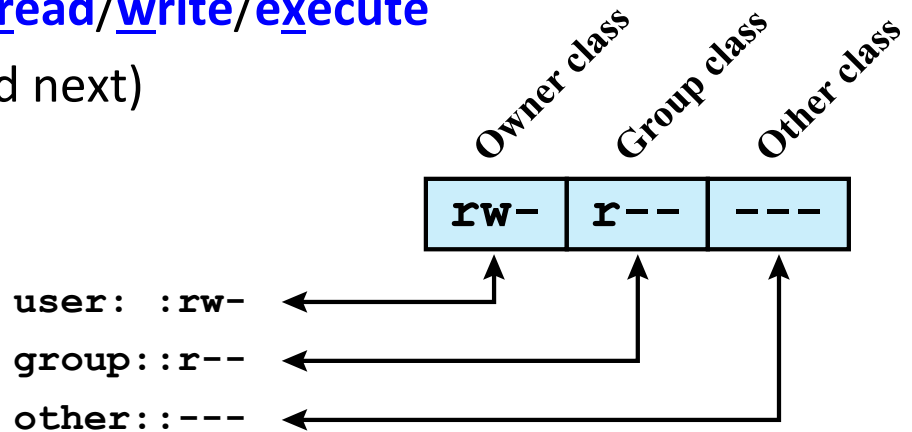 read/write/execute
d next)
Owner class
Group class
Other class
rw- r-- ---
user: :rw-
group::r--
other::---